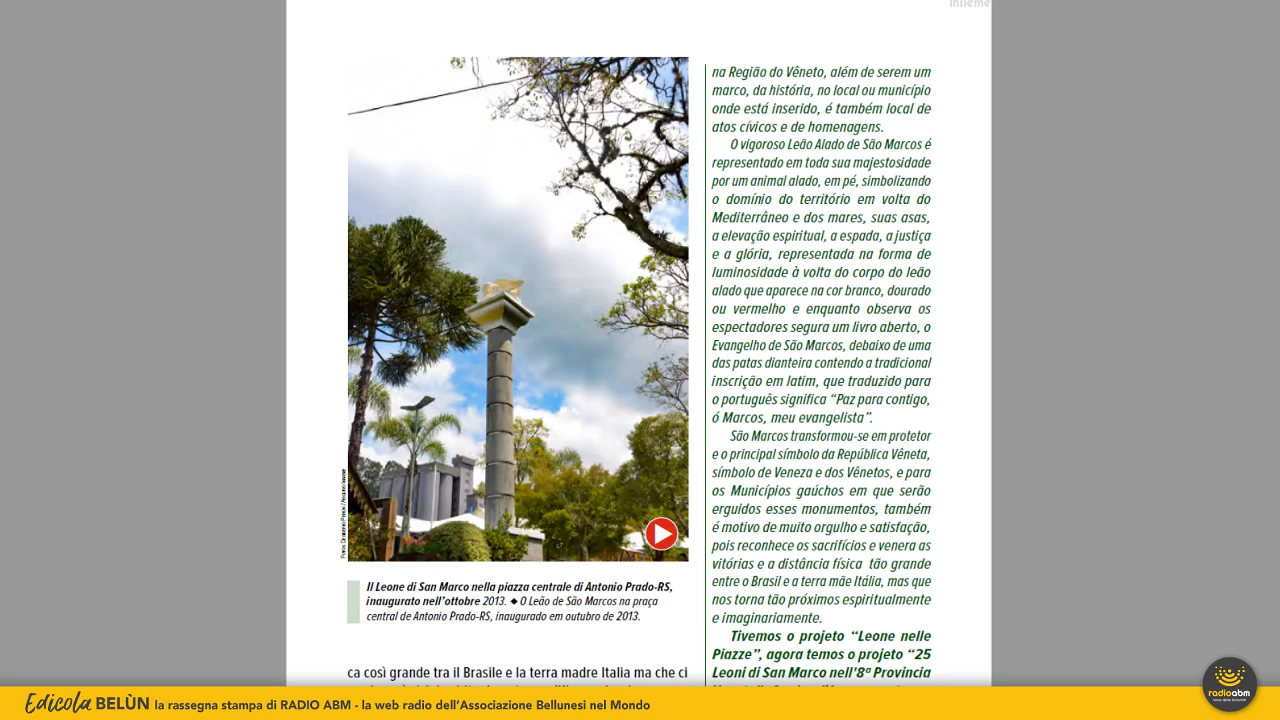 insieme
Il Leone di San Marco nella piazza centrale di Antonio Prado-RS,
inaugurato nell'ottobre 2013. ◆ O Leão de São Marcos na praça
central de Antonio Prado-RS, inaugurado em outubro de 2013.
ca così grande tra il Brasile e la terra madre Italia ma che ci
na Região do Vêneto, além de serem um
marco, da história, no local ou município
onde está inserido, é também local de
atos cívicos e de homenagens.
O vigoroso Leão Alado de São Marcos é
representado em toda sua majestosidade
por um animal alado, em pé, simbolizando
o domínio do território em volta do
Mediterrâneo e dos mares, suas asas,
a elevação espiritual, a espada, a justiça
e a glória, representada na forma de
luminosidade à volta do corpo do leão
alado que aparece na cor branco, dourado
ou vermelho e enquanto observa os
espectadores segura um livro aberto, o
Evangelho de São Marcos, debaixo de uma
das patas dianteira contendo a tradicional
inscrição em latim, que traduzido para
o português significa “Paz para contigo,
ó Marcos, meu evangelista”.
São Marcos transformou-se em protetor
e o principal símbolo da República Vêneta,
símbolo de Veneza e dos Vênetos, e para
os Municípios gaúchos em que serão
erguidos esses monumentos, também
é motivo de muito orgulho e satisfação,
pois reconhece os sacrifícios e venera as
vitórias e a distância física tão grande
entre o Brasil e a terra mãe Itália, mas que
nos torna tão próximos espiritualmente
e imaginariamente.
Tivemos o projeto “Leone nelle
Piazze”, agora temos o projeto “25
Leoni di San Marco nell’8ª Provincia
Edicola BELÙN la rassegna stampa di RADIO ABM - la web radio dell'Associazione Bellunesi nel Mondo
radioabm